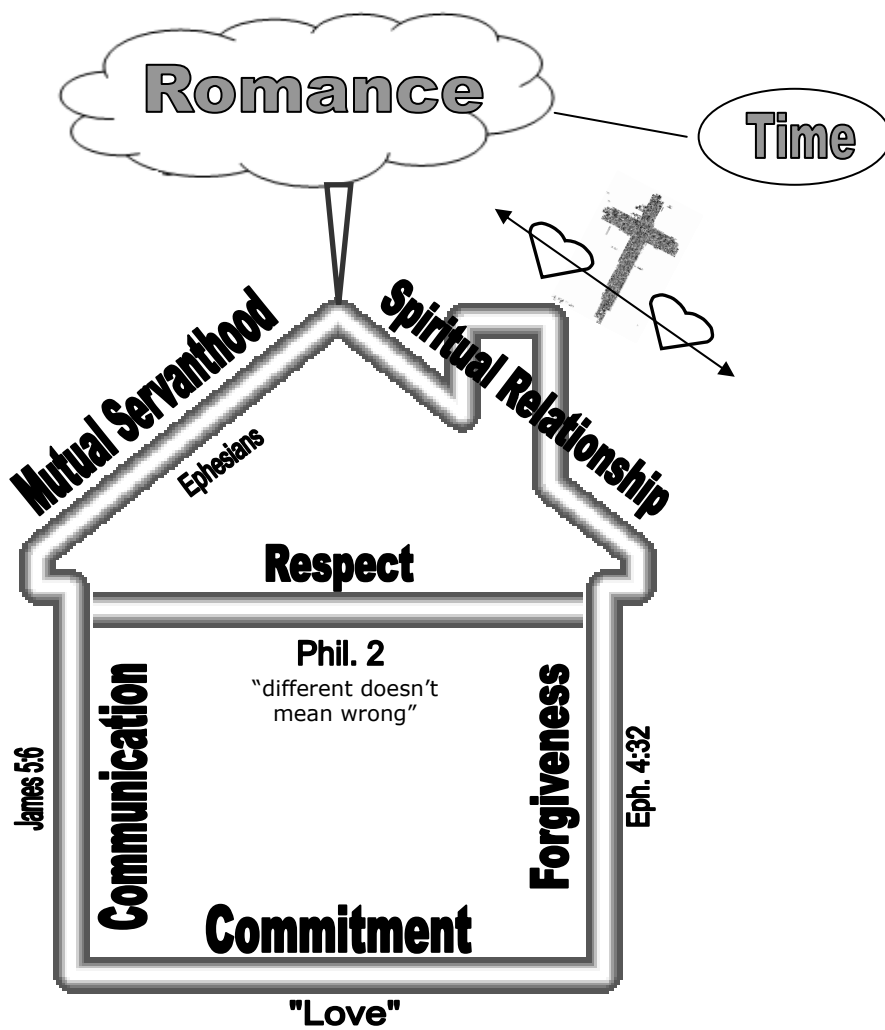 Romance
Time
Mutual Servanthood
Spiritual Relationship
Ephesians
Respect
Phil. 2
“different doesn’t
mean wrong”
Communication
James 5:6
Forgiveness
Eph. 4:32
Commitment
"Love"